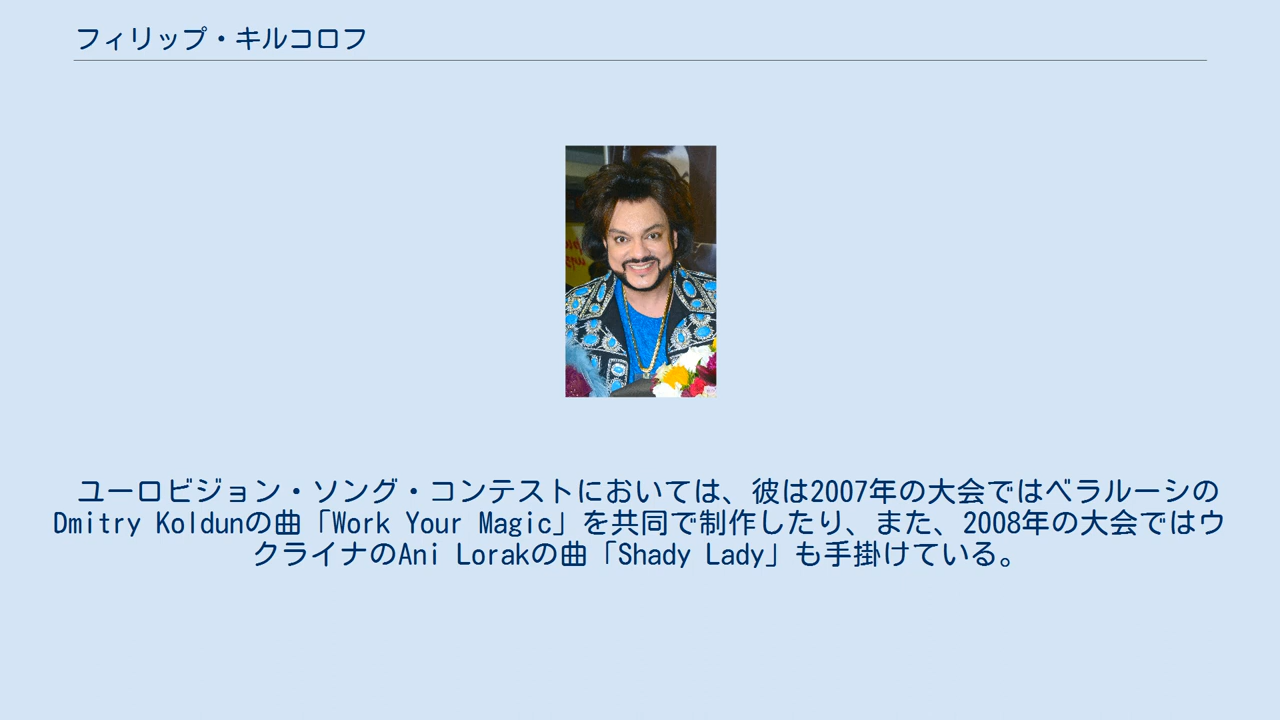 フィリップ・キルコロフ
ユーロビジョン・ソング・コンテストにおいては、彼は2007年の大会ではベラルーシの
Dmitry Koldunの曲「Work Your Magic」を共同で制作したり、また、2008年の大会ではウ
クライナのAni Lorakの曲「Shady Lady」も手掛けている。